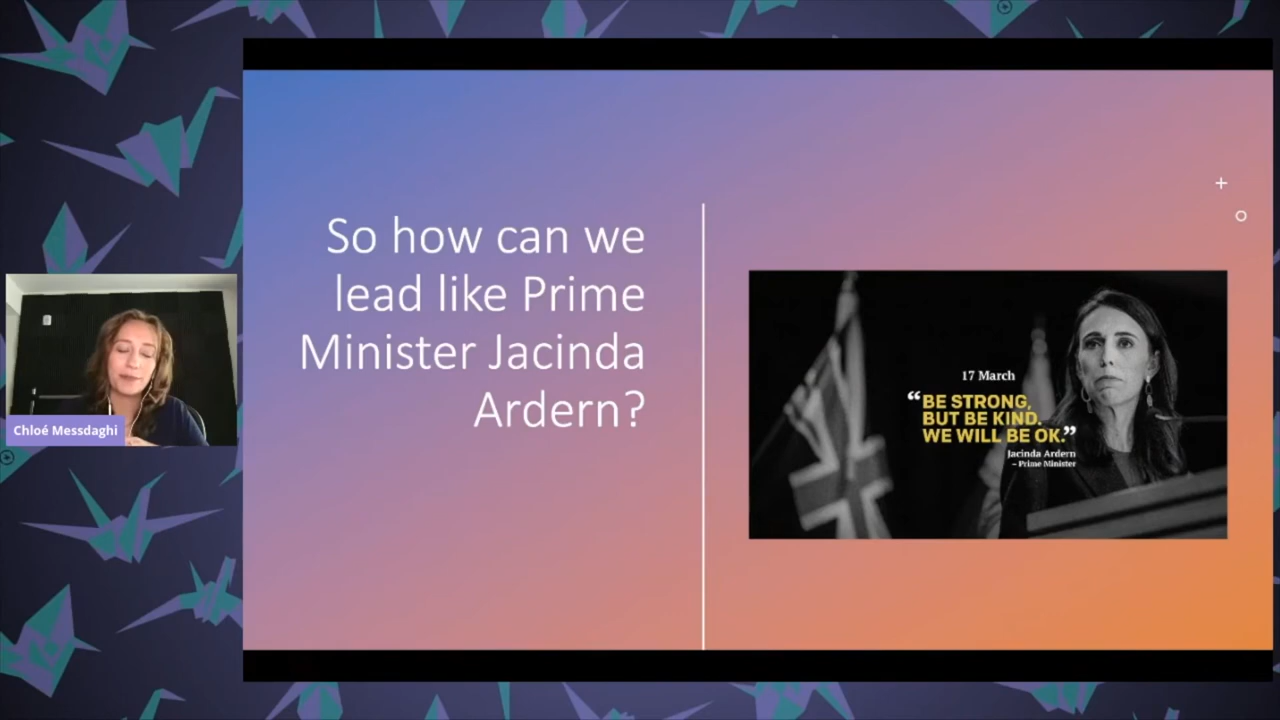 So how can we
lead like Prime
Minister Jacinda
Ardern?
17 March
“BE STRONG,
BUT BE KIND.
WE WILL BE OK.”
Jacinda Ardern
– Prime Minister
Chloé Messdaghi